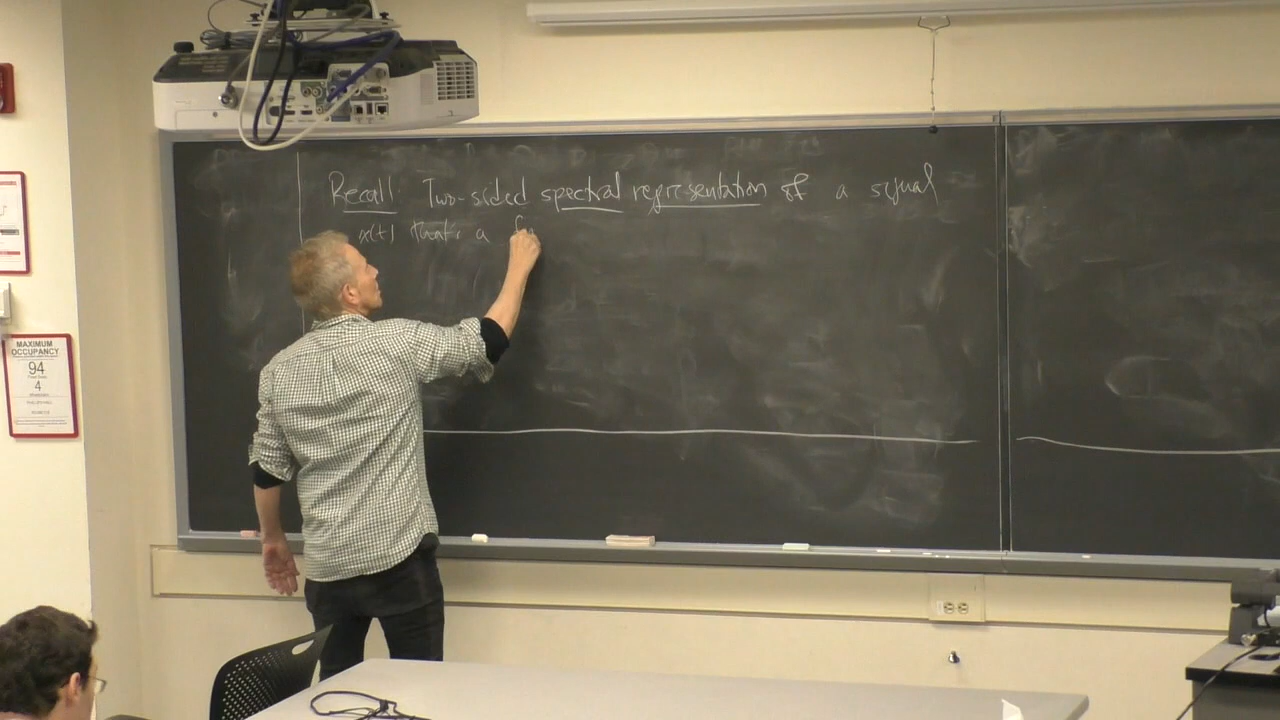 Recall: Two-sided spectral representation of a signal
x(t) that's a
MAXIMUM
OCCUPANCY
94
4